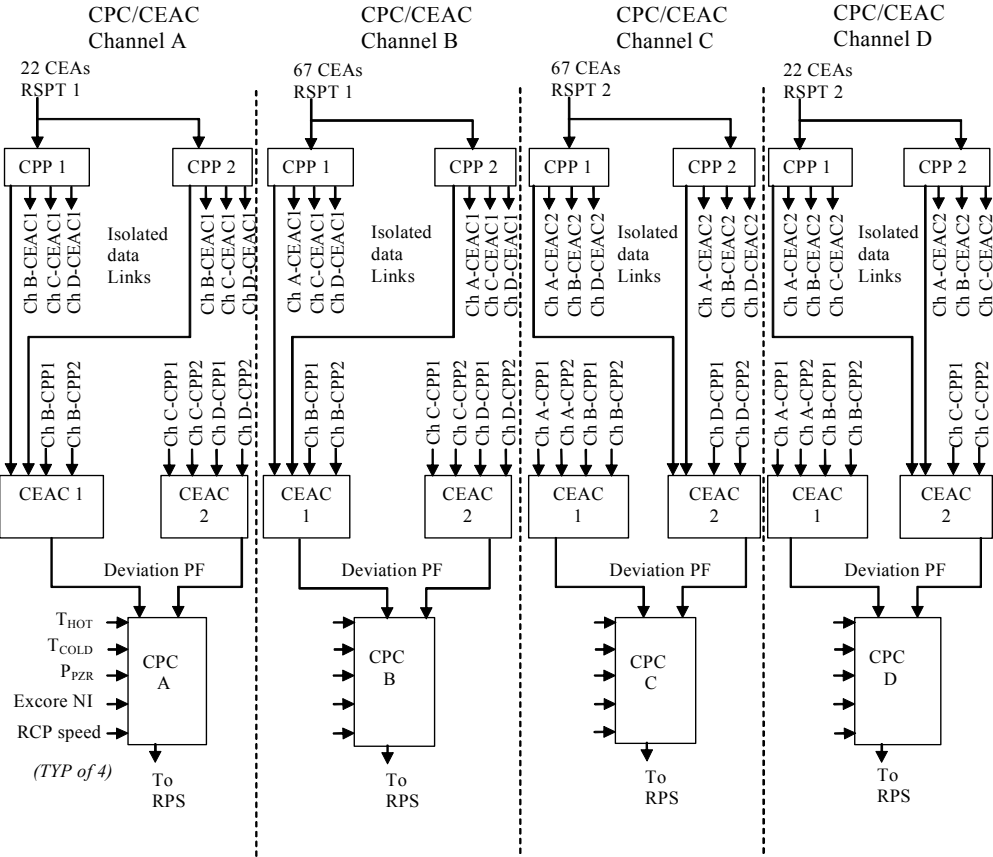 CPC/CEAC
Channel A
CPC/CEAC
Channel B
CPC/CEAC
Channel C
CPC/CEAC
Channel D
22 CEAs
RSPT 1
67 CEAs
RSPT 1
67 CEAs
RSPT 2
22 CEAs
RSPT 2
CPP 1
CPP 2
CPP 1
CPP 2
CPP 1
CPP 2
CPP 1
CPP 2
Ch B-CEAC1
Ch C-CEAC1
Ch D-CEAC1
Isolated
data
Links
Ch B-CEAC1
Ch C-CEAC1
Ch D-CEAC1
Ch A-CEAC1
Ch C-CEAC1
Ch D-CEAC1
Isolated
data
Links
Ch A-CEAC1
Ch C-CEAC1
Ch D-CEAC1
Ch A-CEAC2
Ch B-CEAC2
Ch D-CEAC2
Isolated
data
Links
Ch A-CEAC2
Ch B-CEAC2
Ch D-CEAC2
Ch A-CEAC2
Ch B-CEAC2
Ch C-CEAC2
Isolated
data
Links
Ch A-CEAC2
Ch B-CEAC2
Ch C-CEAC2
Ch B-CPP1
Ch B-CPP2
Ch C-CPP1
Ch C-CPP2
Ch D-CPP1
Ch D-CPP2
Ch B-CPP1
Ch B-CPP2
Ch C-CPP1
Ch C-CPP2
Ch D-CPP1
Ch D-CPP2
Ch A-CPP1
Ch A-CPP2
Ch B-CPP1
Ch B-CPP2
Ch D-CPP1
Ch D-CPP2
Ch A-CPP1
Ch A-CPP2
Ch B-CPP1
Ch B-CPP2
Ch C-CPP1
Ch C-CPP2
CEAC 1
CEAC
2
CEAC
1
CEAC
2
CEAC
1
CEAC
2
CEAC
1
CEAC
2
Deviation PF
Deviation PF
Deviation PF
Deviation PF
THOT
TCOLD
PPZR
Excore NI
RCP speed
(TYP of 4)
CPC
A
CPC
B
CPC
C
CPC
D
To
RPS
To
RPS
To
RPS
To
RPS